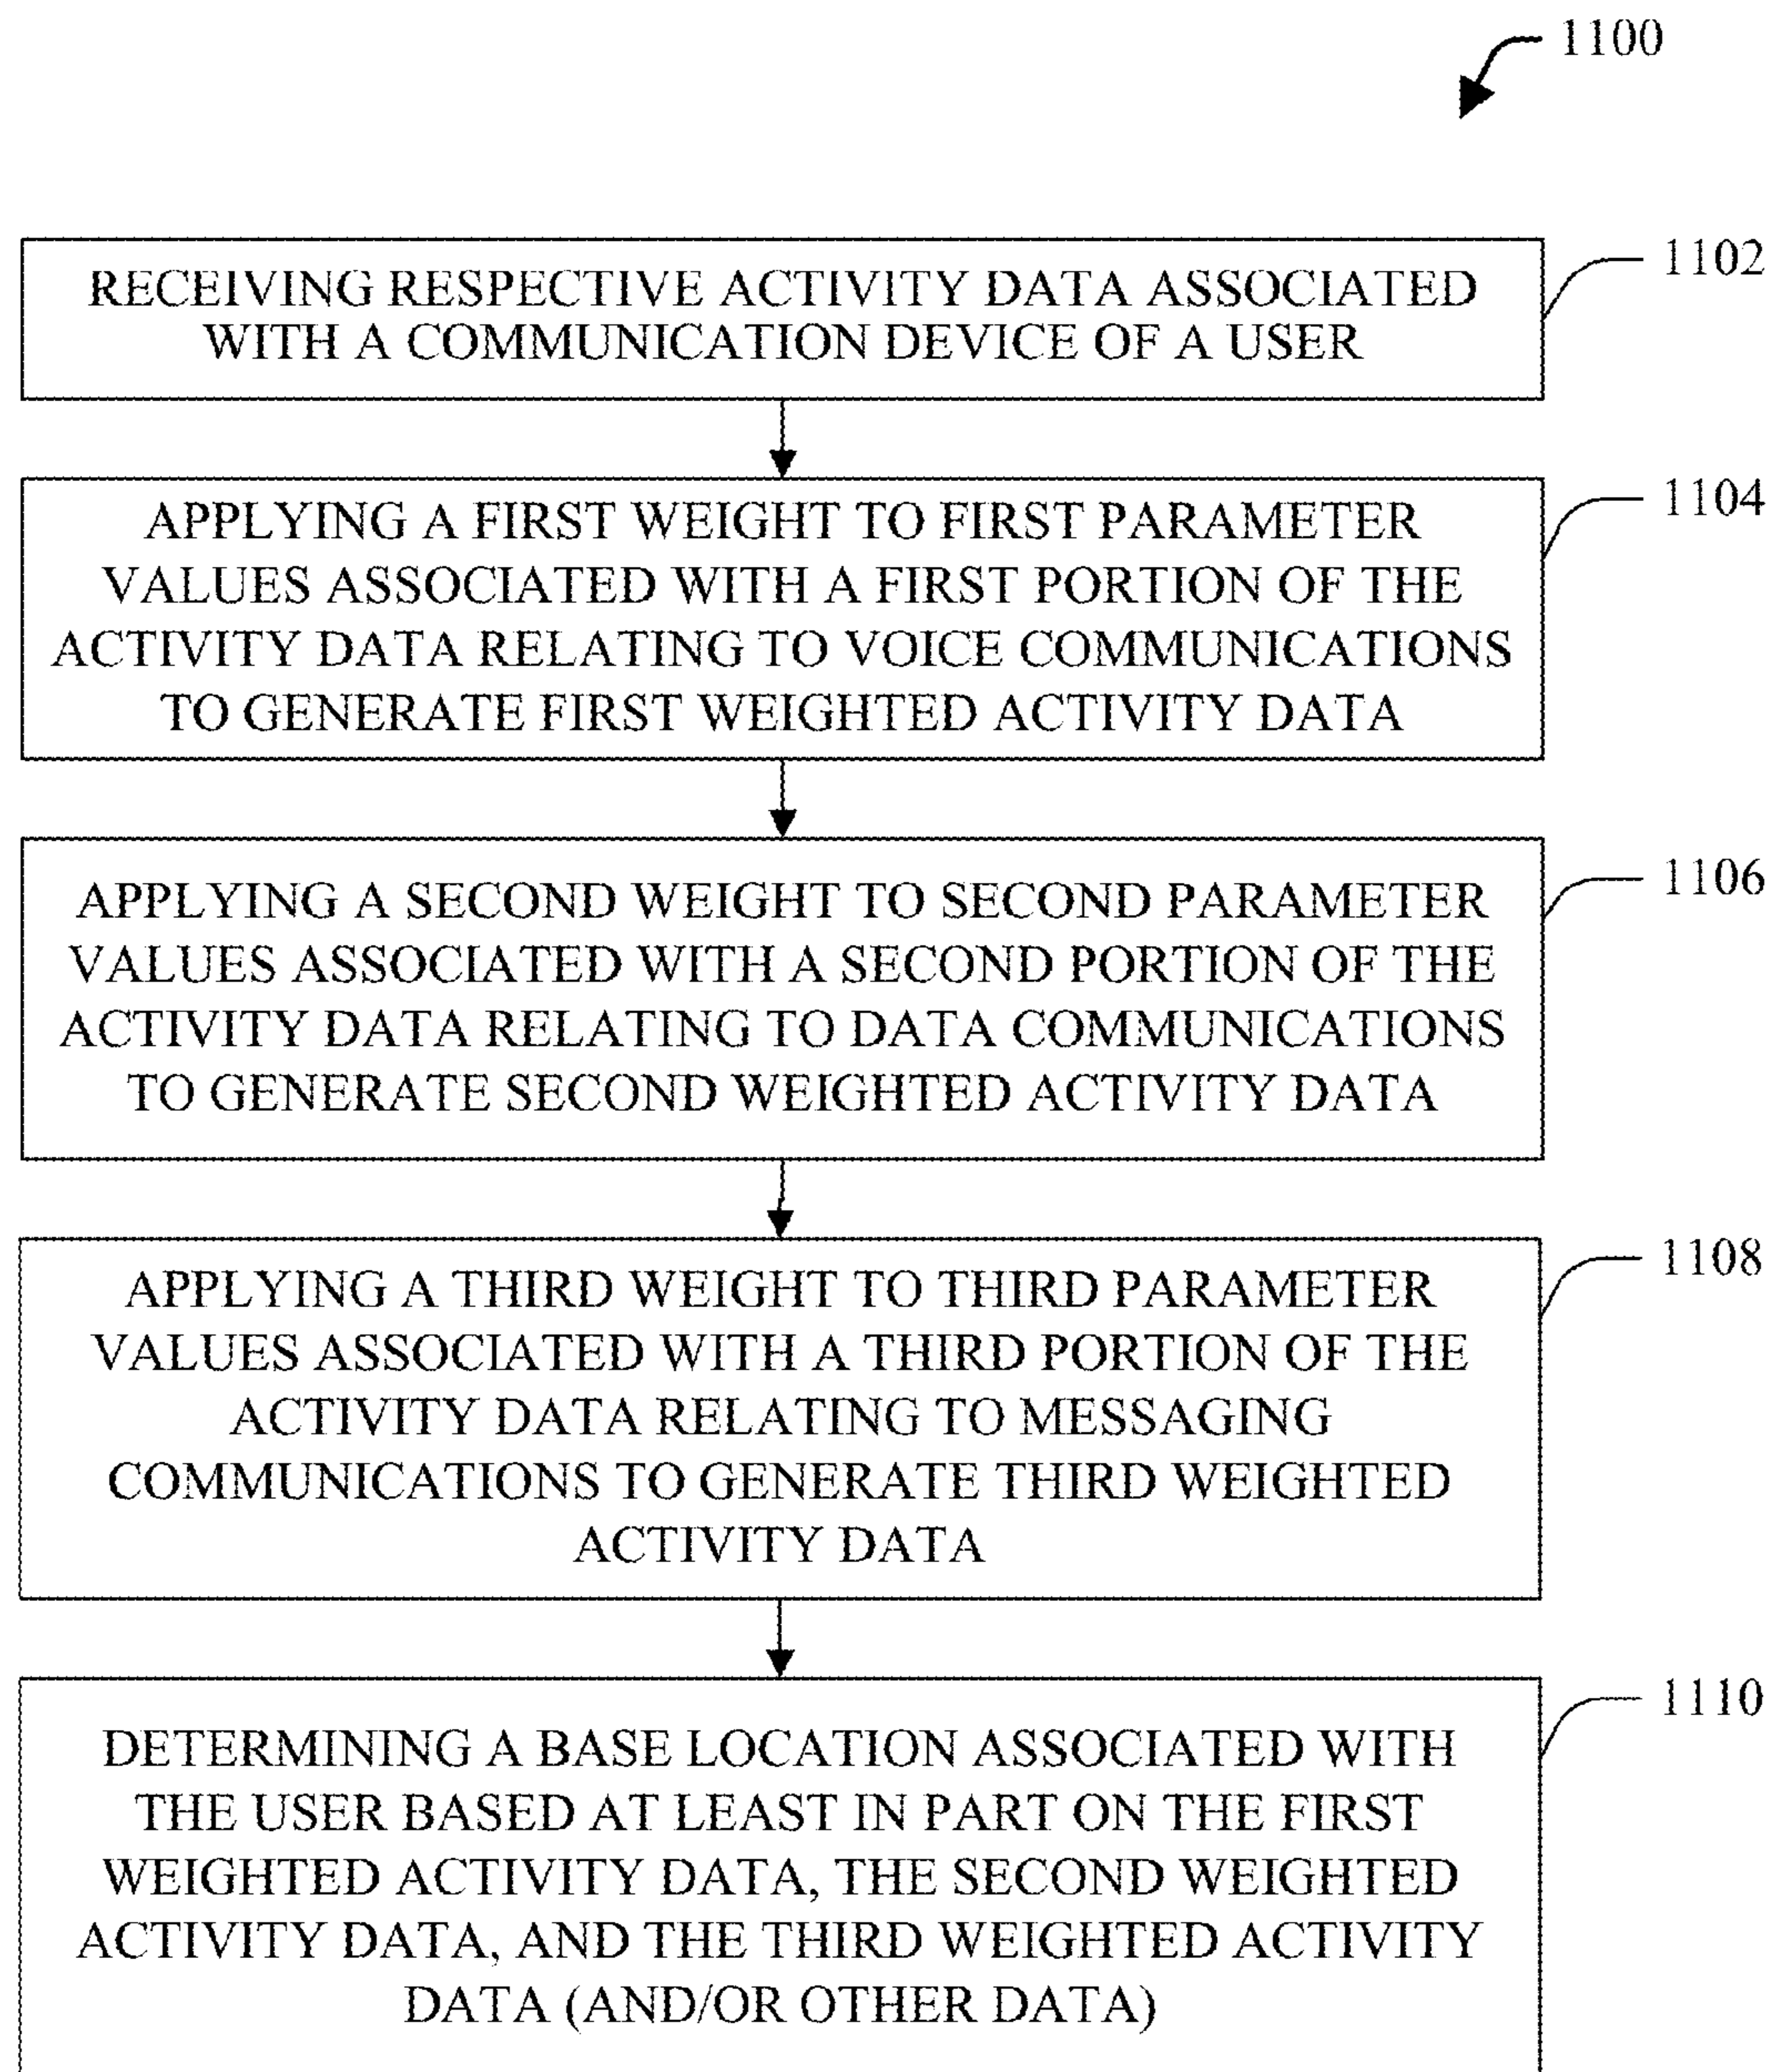 1100
RECEIVING RESPECTIVE ACTIVITY DATA ASSOCIATED
WITH A COMMUNICATION DEVICE OF A USER
1102
APPLYING A FIRST WEIGHT TO FIRST PARAMETER
VALUES ASSOCIATED WITH A FIRST PORTION OF THE
ACTIVITY DATA RELATING TO VOICE COMMUNICATIONS
TO GENERATE FIRST WEIGHTED ACTIVITY DATA
1104
APPLYING A SECOND WEIGHT TO SECOND PARAMETER
VALUES ASSOCIATED WITH A SECOND PORTION OF THE
ACTIVITY DATA RELATING TO DATA COMMUNICATIONS
TO GENERATE SECOND WEIGHTED ACTIVITY DATA
1106
APPLYING A THIRD WEIGHT TO THIRD PARAMETER
VALUES ASSOCIATED WITH A THIRD PORTION OF THE
ACTIVITY DATA RELATING TO MESSAGING
COMMUNICATIONS TO GENERATE THIRD WEIGHTED
ACTIVITY DATA
1108
DETERMINING A BASE LOCATION ASSOCIATED WITH
THE USER BASED AT LEAST IN PART ON THE FIRST
WEIGHTED ACTIVITY DATA, THE SECOND WEIGHTED
ACTIVITY DATA, AND THE THIRD WEIGHTED ACTIVITY
DATA (AND/OR OTHER DATA)
1110